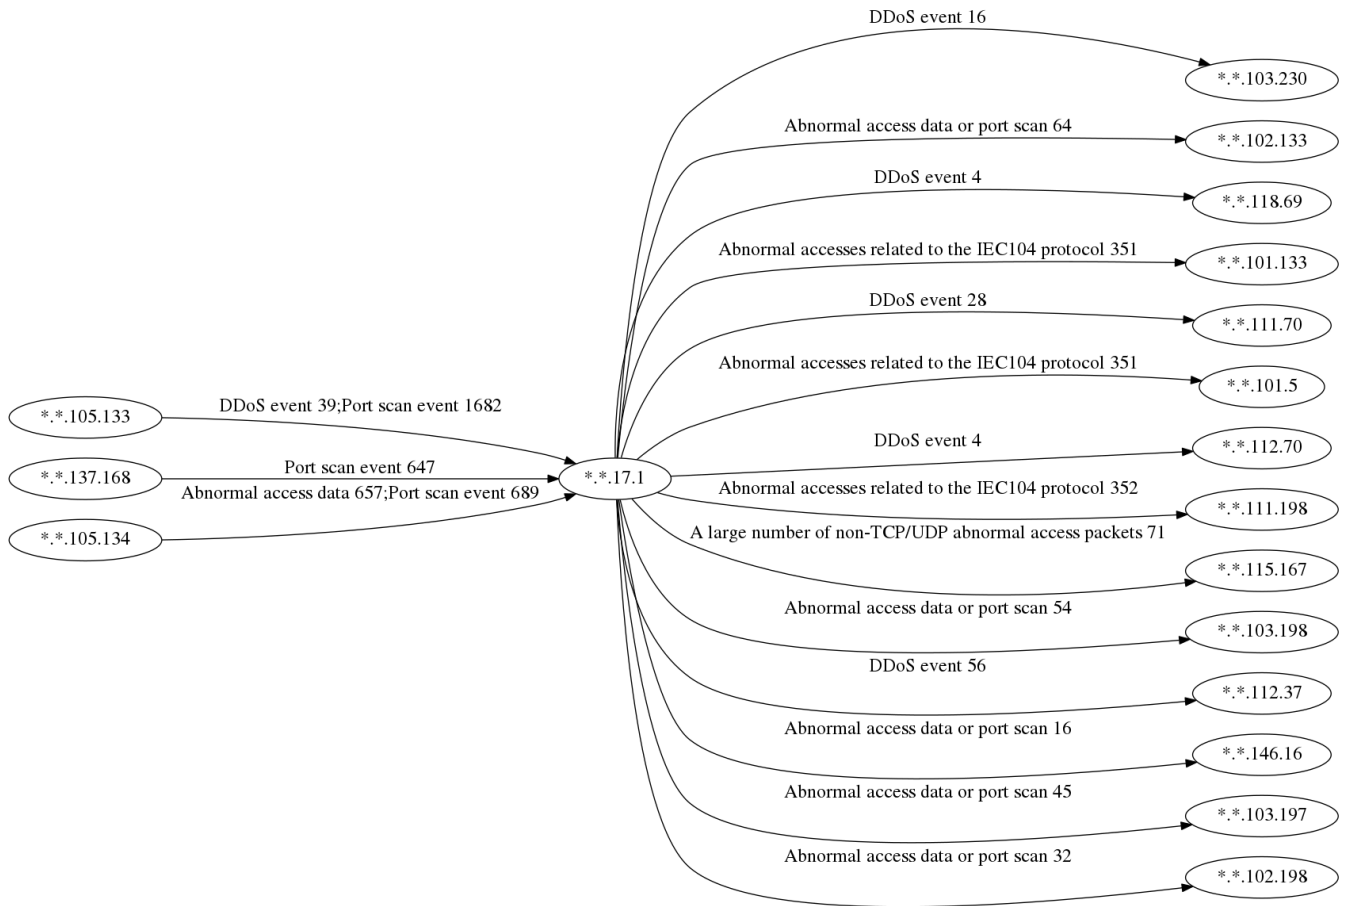 DDoS event 16
*.*.103.230
Abnormal access data or port scan 64
*.*.102.133
DDoS event 4
*.*.118.69
Abnormal accesses related to the IEC104 protocol 351
*.*.101.133
DDoS event 28
*.*.111.70
Abnormal accesses related to the IEC104 protocol 351
*.*.101.5
*.*.105.133
DDoS event 39;Port scan event 1682
DDoS event 4
*.*.112.70
*.*.137.168
Port scan event 647
*.*.17.1
Abnormal access data 657;Port scan event 689
Abnormal accesses related to the IEC104 protocol 352
*.*.111.198
*.*.105.134
A large number of non-TCP/UDP abnormal access packets 71
*.*.115.167
Abnormal access data or port scan 54
*.*.103.198
DDoS event 56
*.*.112.37
Abnormal access data or port scan 16
*.*.146.16
Abnormal access data or port scan 45
*.*.103.197
Abnormal access data or port scan 32
*.*.102.198